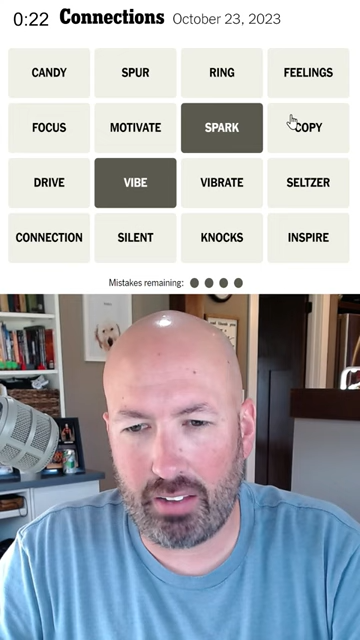 0:22 Connections October 23, 2023
CANDY SPUR RING FEELINGS
FOCUS MOTIVATE SPARK COPY
DRIVE VIBE VIBRATE SELTZER
CONNECTION SILENT KNOCKS INSPIRE
Mistakes remaining: